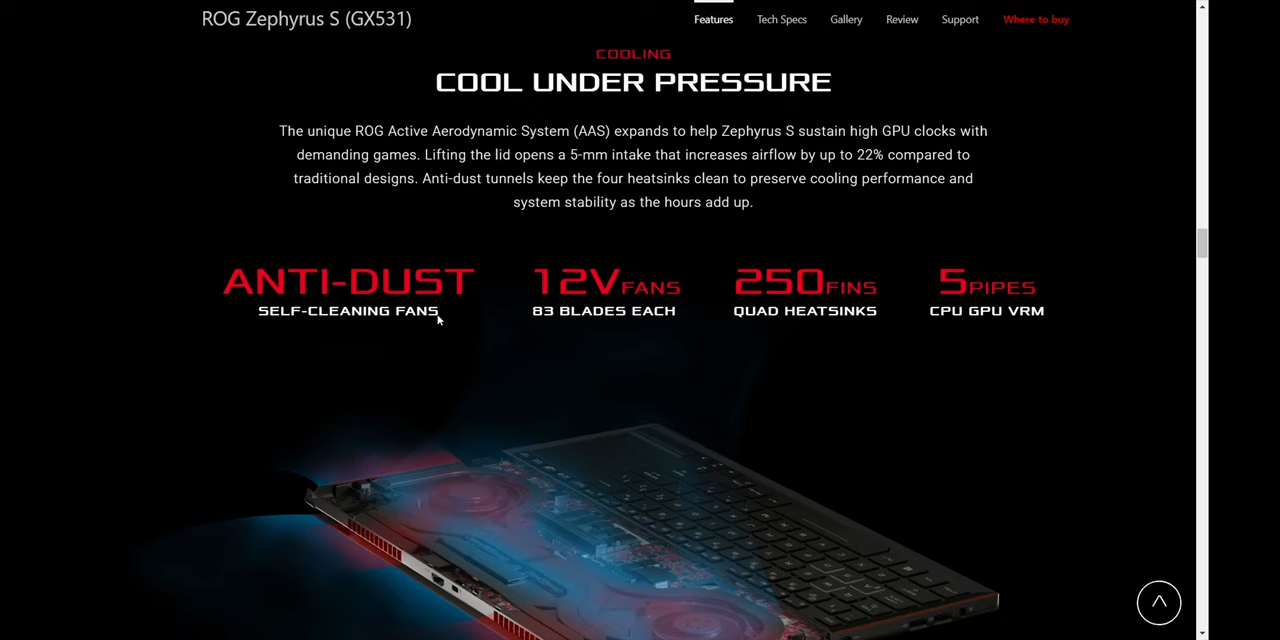 ROG Zephyrus S (GX531)
Features Tech Specs Gallery Review Support Where to buy
COOLING
COOL UNDER PRESSURE
The unique ROG Active Aerodynamic System (AAS) expands to help Zephyrus S sustain high GPU clocks with
demanding games. Lifting the lid opens a 5-mm intake that increases airflow by up to 22% compared to
traditional designs. Anti-dust tunnels keep the four heatsinks clean to preserve cooling performance and
system stability as the hours add up.
ANTI-DUST 12V FANS 250 FINS 5 PIPES
SELF-CLEANING FANS 83 BLADES EACH QUAD HEATSINKS CPU GPU VRM